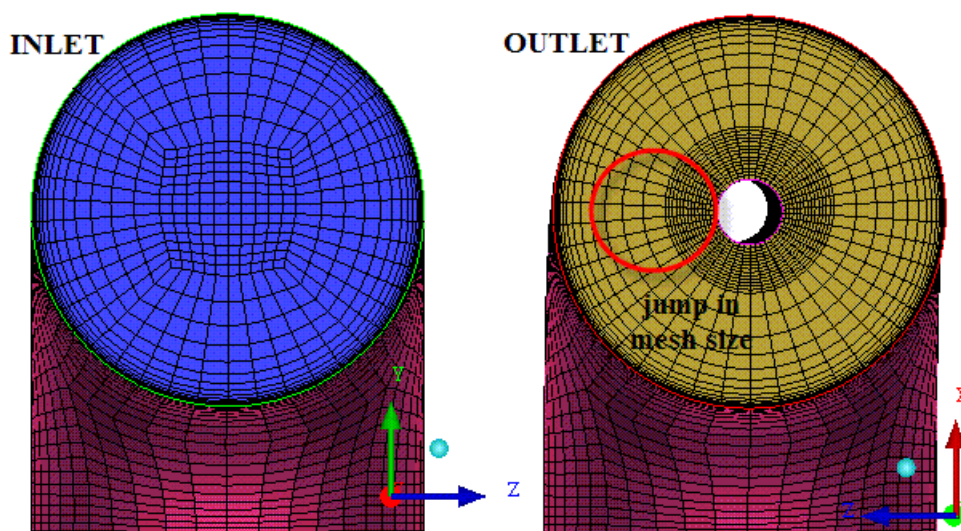 INLET
OUTLET
jump in
mesh size
Y
Z
X
Z